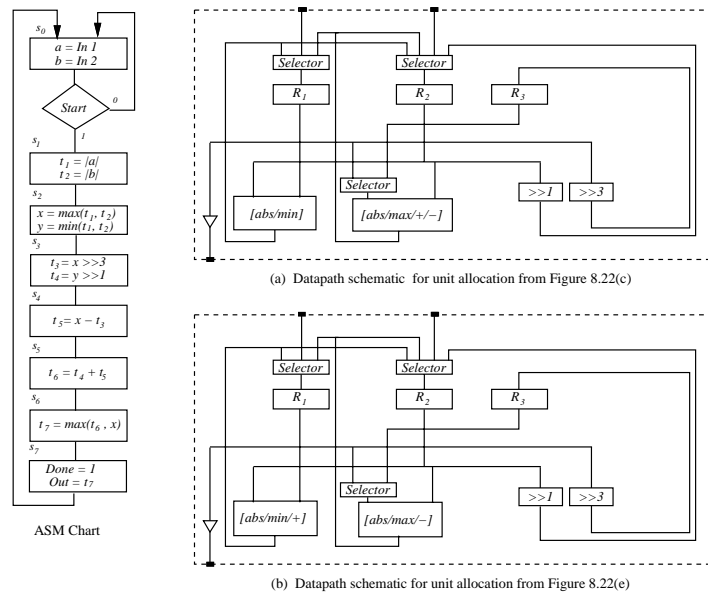 s0
a = In 1
b = In 2
Start
0
1
s1
t1 = |a|
t2 = |b|
s2
x = max(t1, t2)
y = min(t1, t2)
s3
t3 = x >>3
t4 = y >>1
s4
t5 = x − t3
s5
t6 = t4 + t5
s6
t7 = max(t6 , x)
s7
Done = 1
Out = t7
ASM Chart
Selector
Selector
R1
R2
R3
Selector
[abs/min]
[abs/max/+/−]
>>1
>>3
(a) Datapath schematic for unit allocation from Figure 8.22(c)
Selector
Selector
R1
R2
R3
Selector
[abs/min/+]
[abs/max/−]
>>1
>>3
(b) Datapath schematic for unit allocation from Figure 8.22(e)